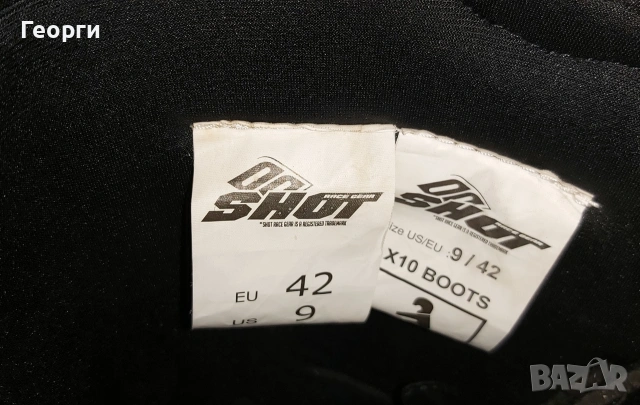 Георги
RACE GEAR
SHOT
*SHOT RACE GEAR IS A REGISTERED TRADEMARK
EU 42
US 9
SHOT
Size US/EU : 9 / 42
X10 BOOTS
BAZAR